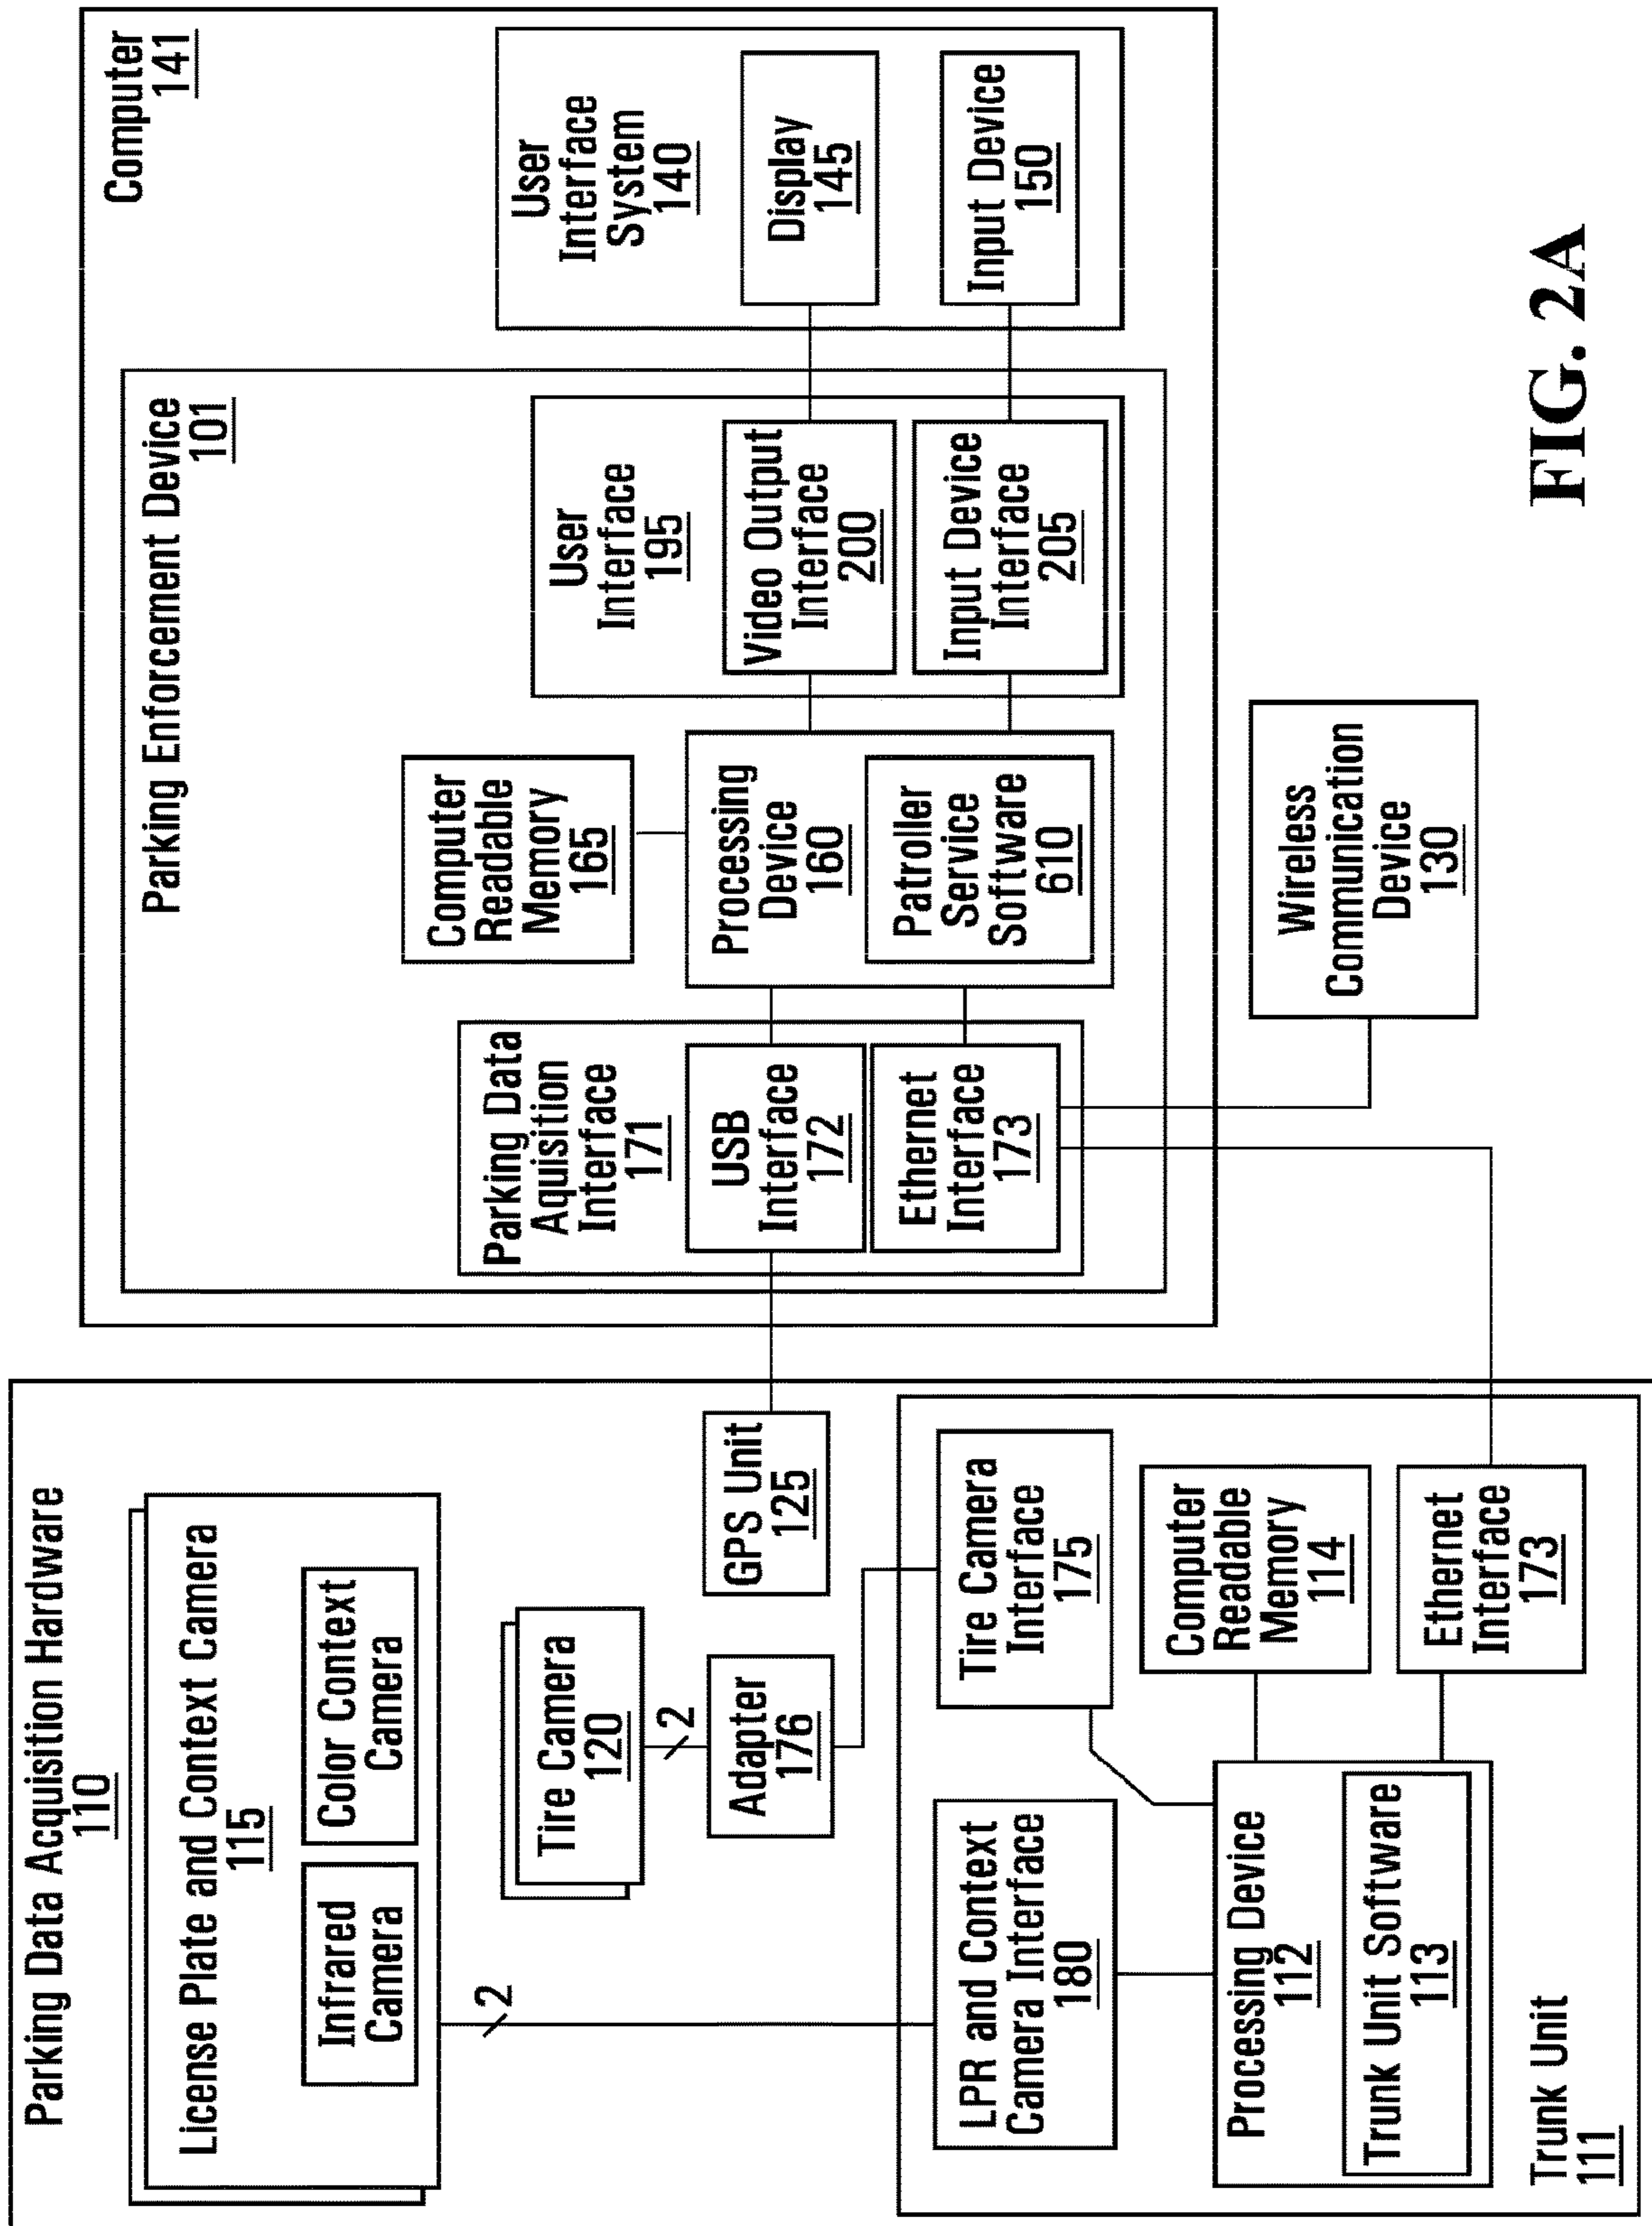 Parking Data Acquisition Hardware
110
License Plate and Context Camera
115
Infrared
Camera
Color Context
Camera
2
Tire Camera
120
2
Adapter
176
GPS Unit
125
LPR and Context
Camera Interface
180
Tire Camera
Interface
175
Processing Device
112
Trunk Unit Software
113
Computer
Readable
Memory
114
Ethernet
Interface
173
Trunk Unit
111
Computer
141
Parking Enforcement Device
101
Parking Data
Aquisition
Interface
171
USB
Interface
172
Ethernet
Interface
173
Computer
Readable
Memory
165
Processing
Device
160
Patroller
Service
Software
610
User
Interface
195
Video Output
Interface
200
Input Device
Interface
205
User
Interface
System
140
Display
145
Input Device
150
Wireless
Communication
Device
130
FIG. 2A